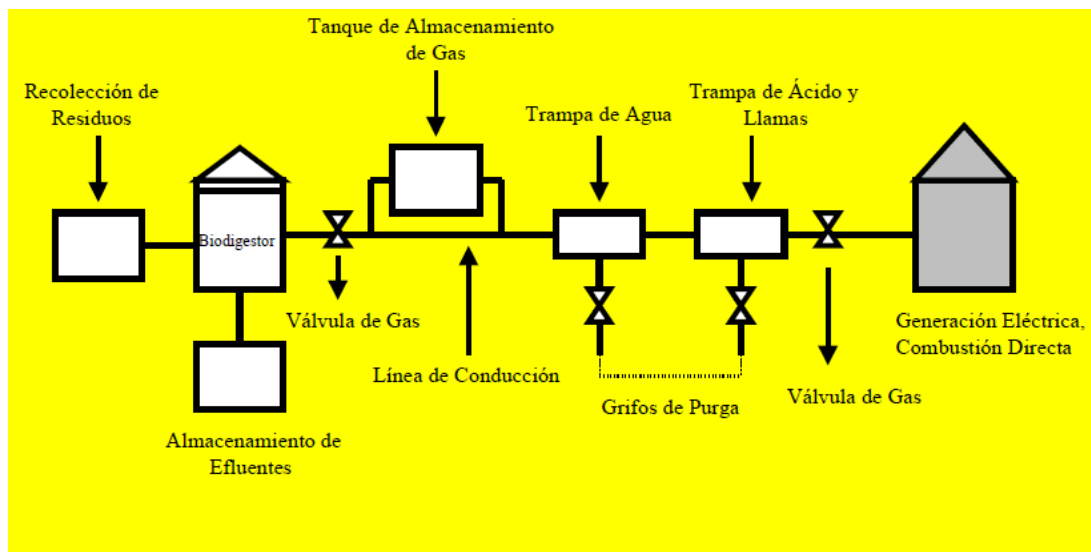 Tanque de Almacenamiento
de Gas
Recolección de
Residuos
Trampa de Agua
Trampa de Ácido y
Llamas
Biodigestor
Válvula de Gas
Línea de Conducción
Grifos de Purga
Generación Eléctrica,
Combustión Directa
Válvula de Gas
Almacenamiento de
Efluentes